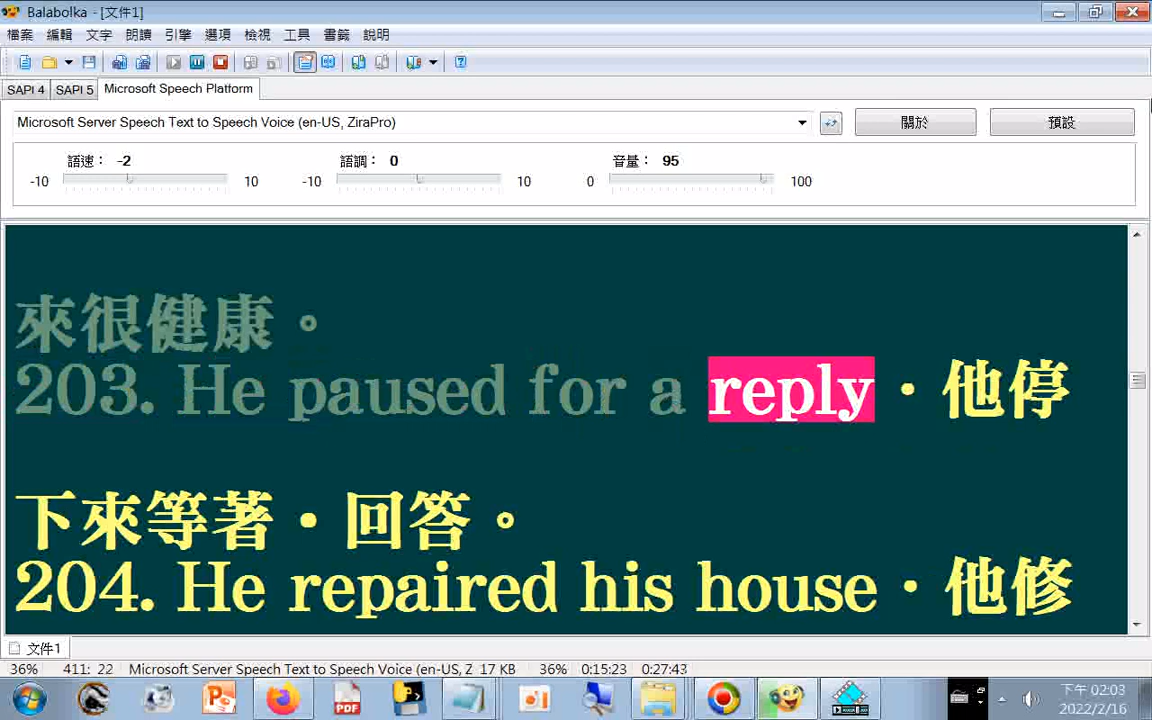 Balabolka - [文件1]
檔案 編輯 文字 朗讀 引擎 選項 檢視 工具 書籤 說明
SAPI 4 SAPI 5 Microsoft Speech Platform
Microsoft Server Speech Text to Speech Voice (en-US, ZiraPro) 關於 預設
語速： -2 語調： 0 音量： 95
-10 10 -10 10 0 100
來很健康。
203. He paused for a reply・他停
下來等著・回答。
204. He repaired his house・他修
文件1
36% 411: 22 Microsoft Server Speech Text to Speech Voice (en-US, Z 17 KB 36% 0:15:23 0:27:43
PDF
下午 02:03
2022/2/16